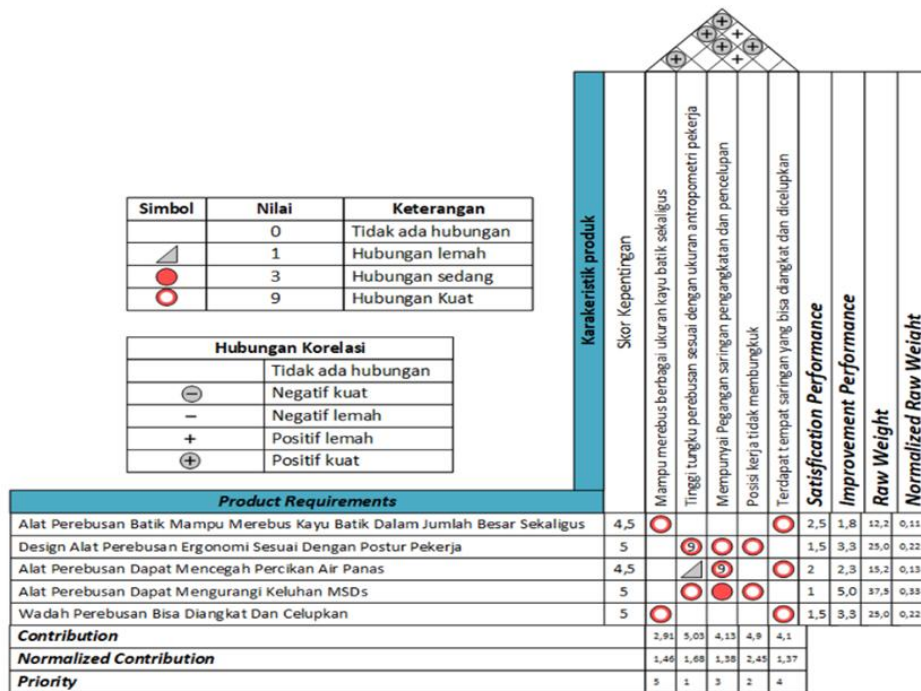 Simbol Nilai Keterangan
0 Tidak ada hubungan
1 Hubungan lemah
3 Hubungan sedang
9 Hubungan Kuat
Hubungan Korelasi
Tidak ada hubungan
Negatif kuat
− Negatif lemah
+ Positif lemah
+ Positif kuat
Karakeristik produk
Skor Kepentingan
Mampu merebus berbagai ukuran kayu batik sekaligus
Tinggi tungku perebusan sesuai dengan ukuran antropometri pekerja
Mempunyai Pegangan saringan pengangkatan dan pencelupan
Posisi kerja tidak membungkuk
Terdapat tempat saringan yang bisa diangkat dan dicelupkan
Satisfication Performance
Improvement Performance
Raw Weight
Normalized Raw Weight
Product Requirements
Alat Perebusan Batik Mampu Merebus Kayu Batik Dalam Jumlah Besar Sekaligus 4,5 2,5 1,8 12,2 0,11
Design Alat Perebusan Ergonomi Sesuai Dengan Postur Pekerja 5 9 1,5 3,3 25,0 0,22
Alat Perebusan Dapat Mencegah Percikan Air Panas 4,5 9 2 2,3 15,2 0,13
Alat Perebusan Dapat Mengurangi Keluhan MSDs 5 1 5,0 37,5 0,33
Wadah Perebusan Bisa Diangkat Dan Celupkan 5 1,5 3,3 25,0 0,22
Contribution 2,91 5,03 4,13 4,9 4,1
Normalized Contribution 1,46 1,68 1,38 2,45 1,37
Priority 5 1 3 2 4